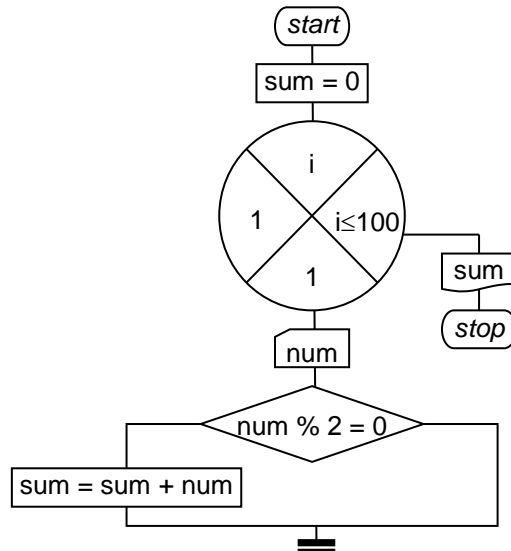 start
sum = 0
i
1
i≤100
1
sum
stop
num
num % 2 = 0
sum = sum + num